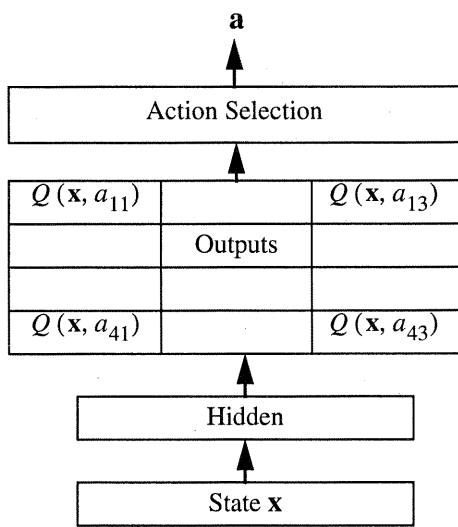 a
Action Selection
Q (x, a11) Q (x, a13)
Outputs
Q (x, a41) Q (x, a43)
Hidden
State x